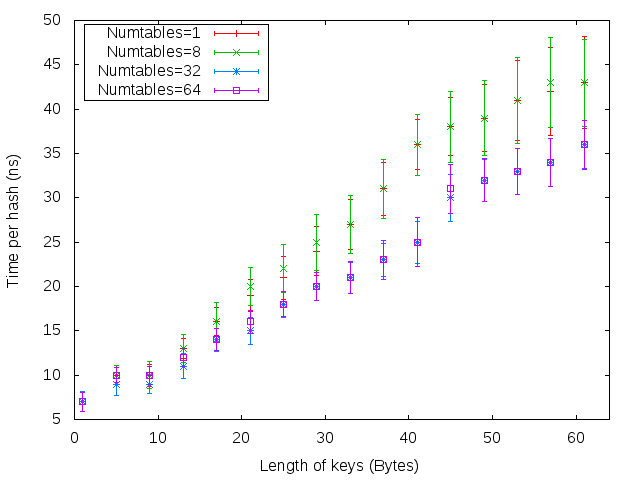 50
45
40
35
30
25
20
15
10
5
0
10
20
30
40
50
60
Time per hash (ns)
Length of keys (Bytes)
Numtables=1
Numtables=8
Numtables=32
Numtables=64